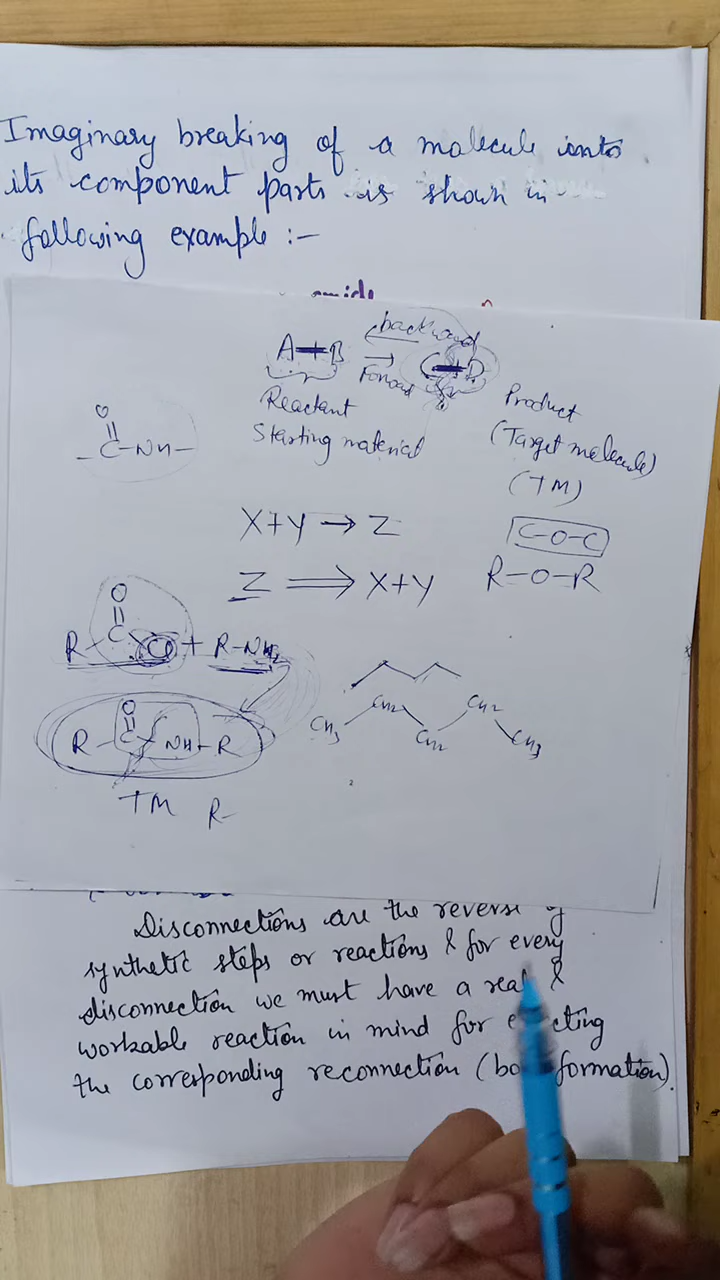 Imaginary breaking of a molecule into
its component parts is shown in
following example :-
amide
backward
A+B ⇄ C+D
Forward
Reactant
Starting material
Product
(Target molecule)
(TM)
O
||
-C-NH-
X+Y → Z
C-O-C
Z ⟹ X+Y
R-O-R
O
||
R-C-Cl + R-NH2
O
||
R-C-NH-R
CH3 CH2 CH2 CH2 CH3
TM R-
Disconnections are the reverse of
synthetic steps or reactions & for every
disconnection we must have a real &
workable reaction in mind for
the corresponding reconnection (formation).